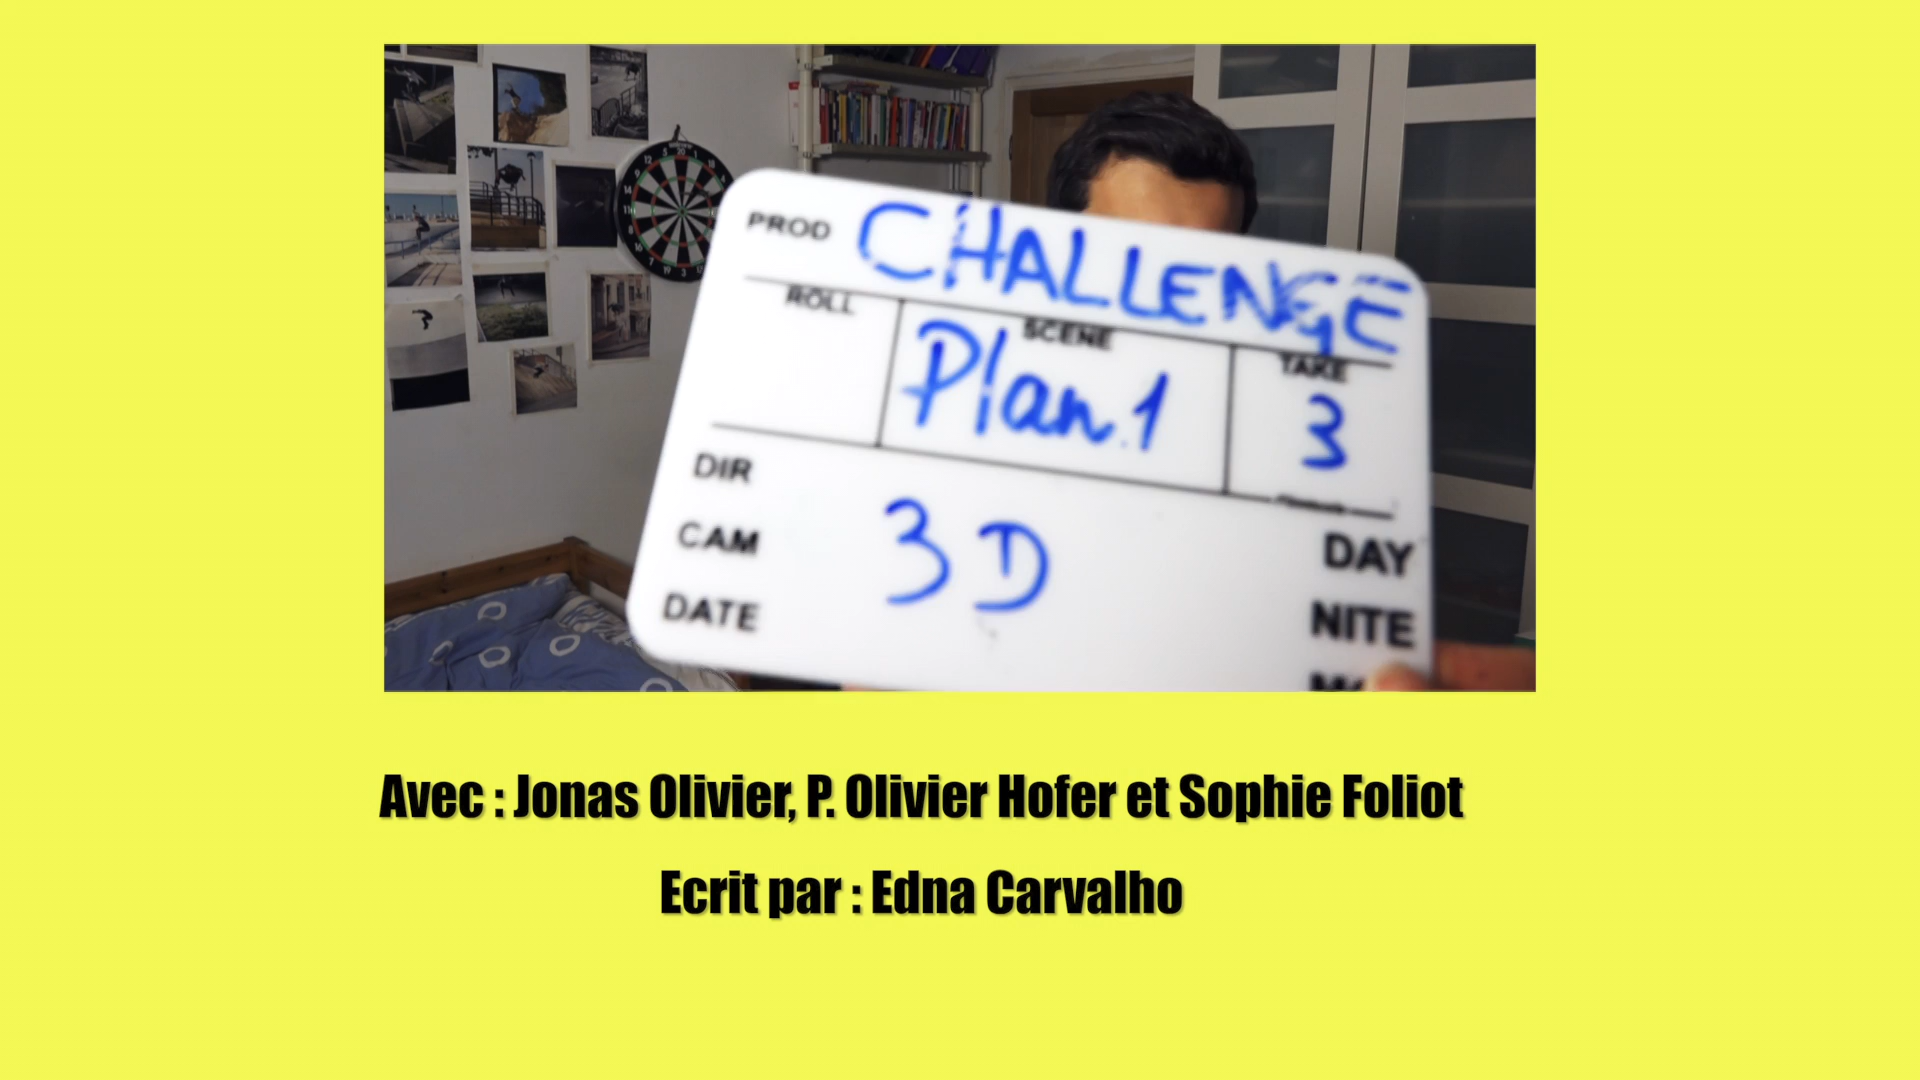 PROD CHALLENGE
ROLL SCENE TAKE
Plan.1 3
DIR
CAM 3D DAY
DATE NITE
Avec : Jonas Olivier, P. Olivier Hofer et Sophie Foliot
Ecrit par : Edna Carvalho